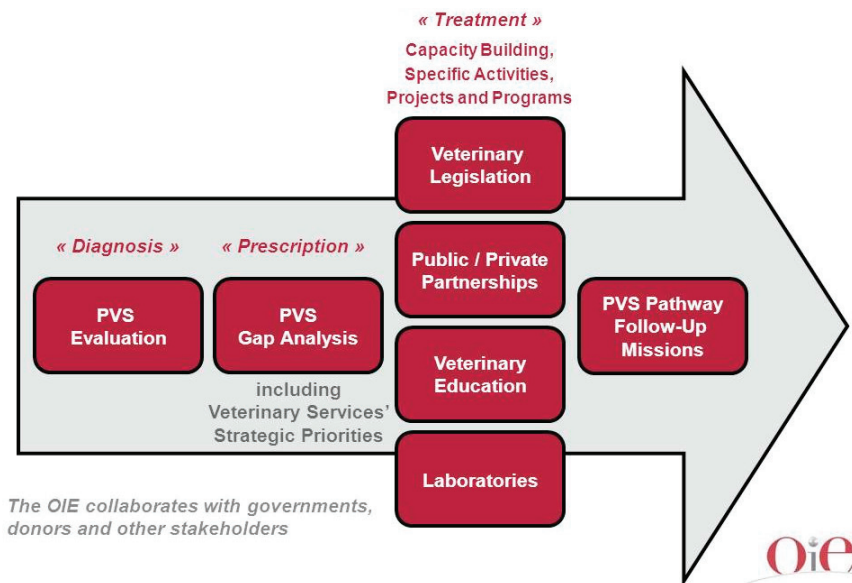 « Treatment »
Capacity Building,
Specific Activities,
Projects and Programs
Veterinary
Legislation
« Diagnosis »
« Prescription »
Public / Private
Partnerships
PVS
Evaluation
PVS
Gap Analysis
PVS Pathway
Follow-Up
Missions
including
Veterinary Services’
Strategic Priorities
Veterinary
Education
Laboratories
The OIE collaborates with governments,
donors and other stakeholders
Oie